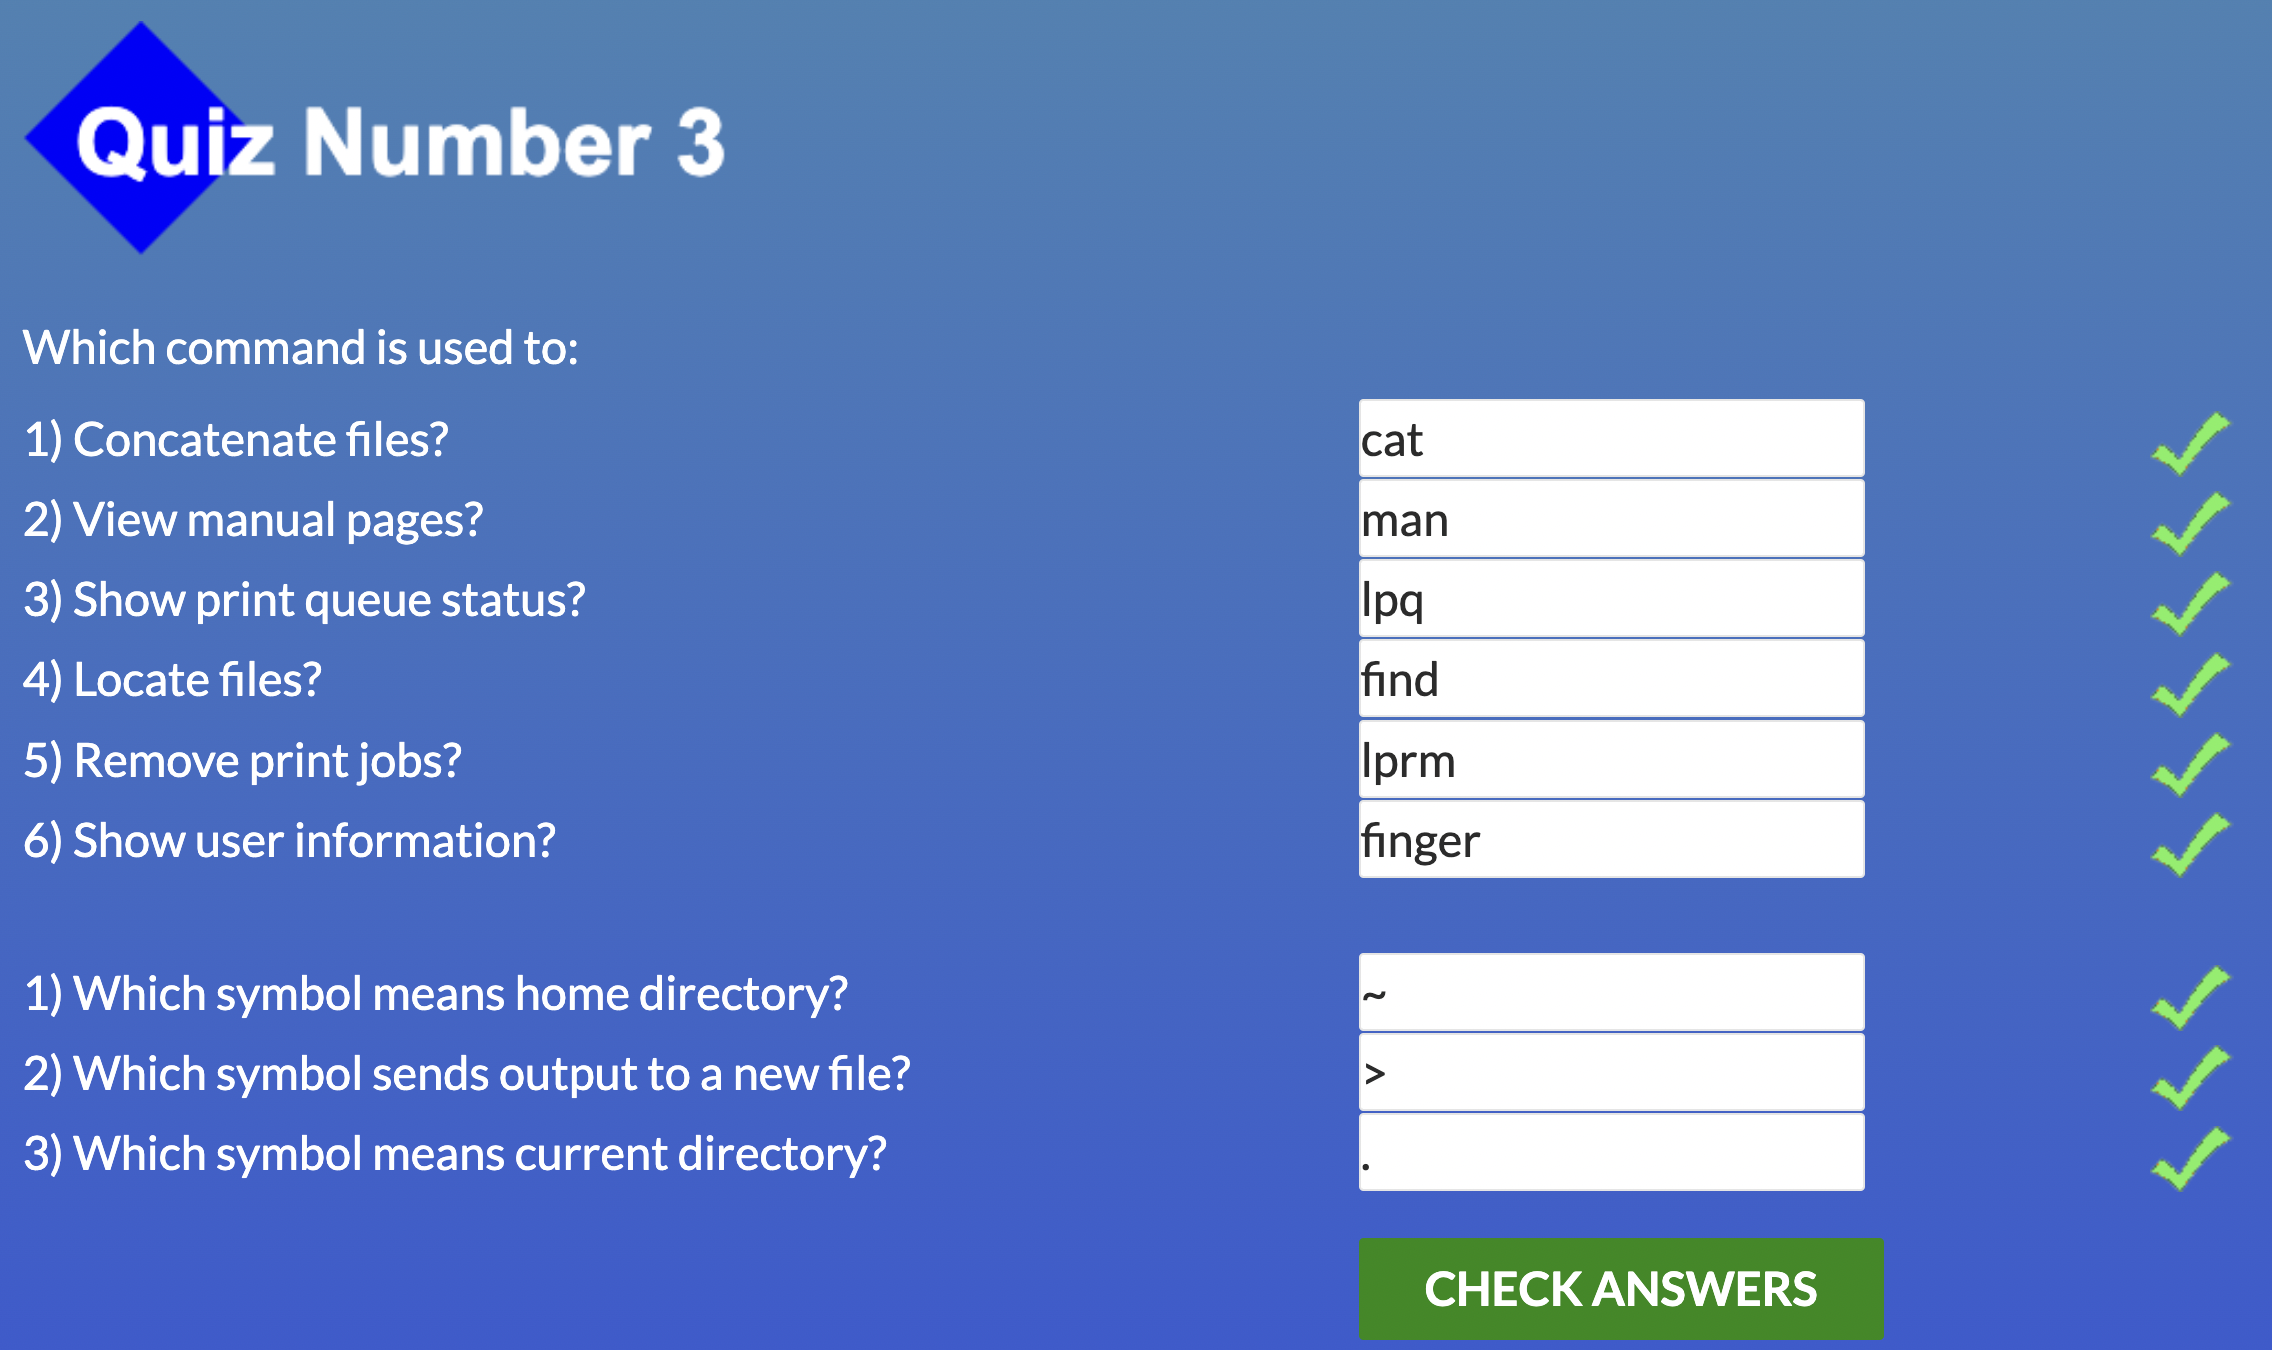 Quiz Number 3
Which command is used to:
1) Concatenate files? cat
2) View manual pages? man
3) Show print queue status? lpq
4) Locate files? find
5) Remove print jobs? lprm
6) Show user information? finger
1) Which symbol means home directory? ~
2) Which symbol sends output to a new file? >
3) Which symbol means current directory? .
CHECK ANSWERS